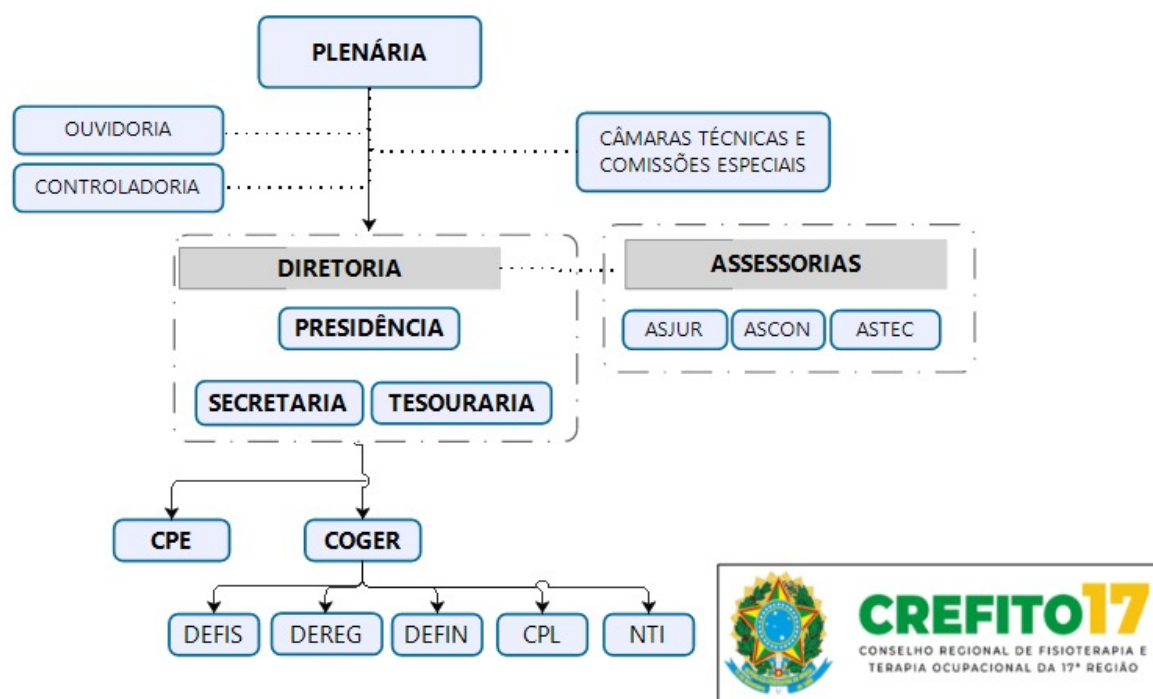 PLENÁRIA
OUVIDORIA
CÂMARAS TÉCNICAS E
COMISSÕES ESPECIAIS
CONTROLADORIA
DIRETORIA
ASSESSORIAS
PRESIDÊNCIA
ASJUR
ASCON
ASTEC
SECRETARIA
TESOURARIA
CPE
COGER
DEFIS
DEREG
DEFIN
CPL
NTI
CREFITO17
CONSELHO REGIONAL DE FISIOTERAPIA E
TERAPIA OCUPACIONAL DA 17ª REGIÃO